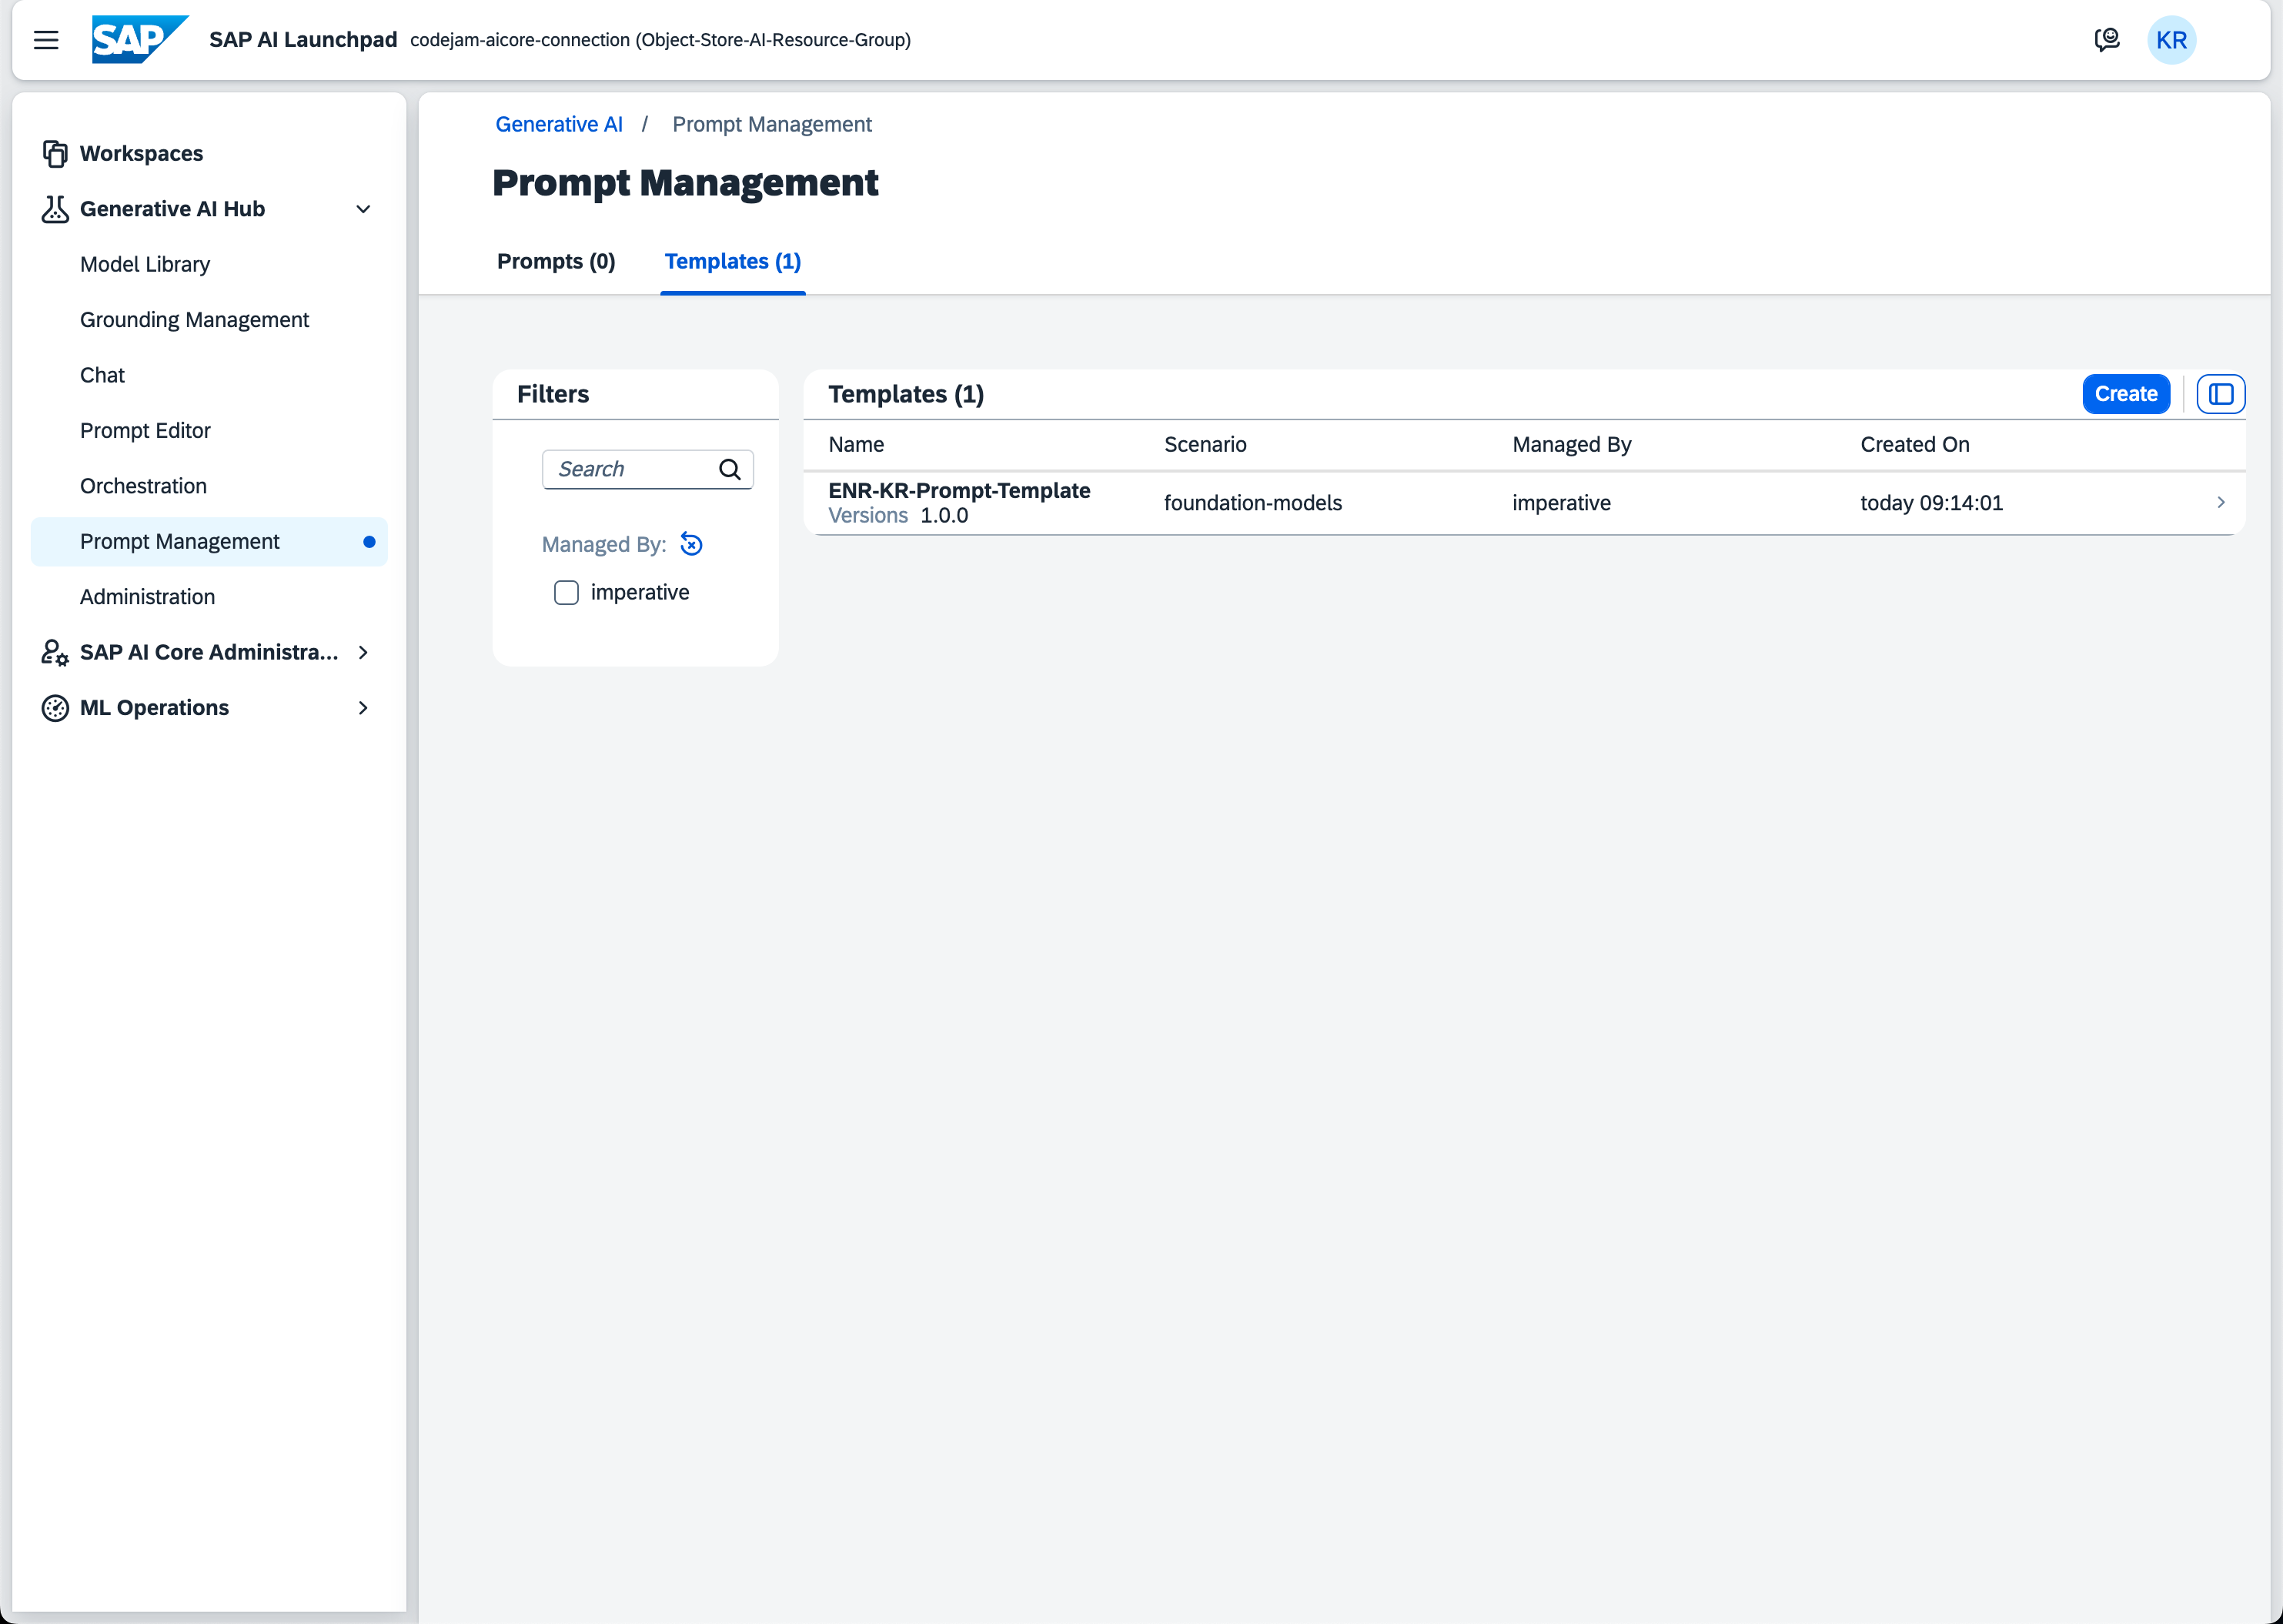 SAP SAP AI Launchpad codejam-aicore-connection (Object-Store-AI-Resource-Group) KR
Workspaces
Generative AI Hub
Model Library
Grounding Management
Chat
Prompt Editor
Orchestration
Prompt Management
Administration
SAP AI Core Administra...
ML Operations
Generative AI / Prompt Management
Prompt Management
Prompts (0) Templates (1)
Filters
Search
Managed By:
imperative
Templates (1) Create
Name Scenario Managed By Created On
ENR-KR-Prompt-Template foundation-models imperative today 09:14:01
Versions 1.0.0